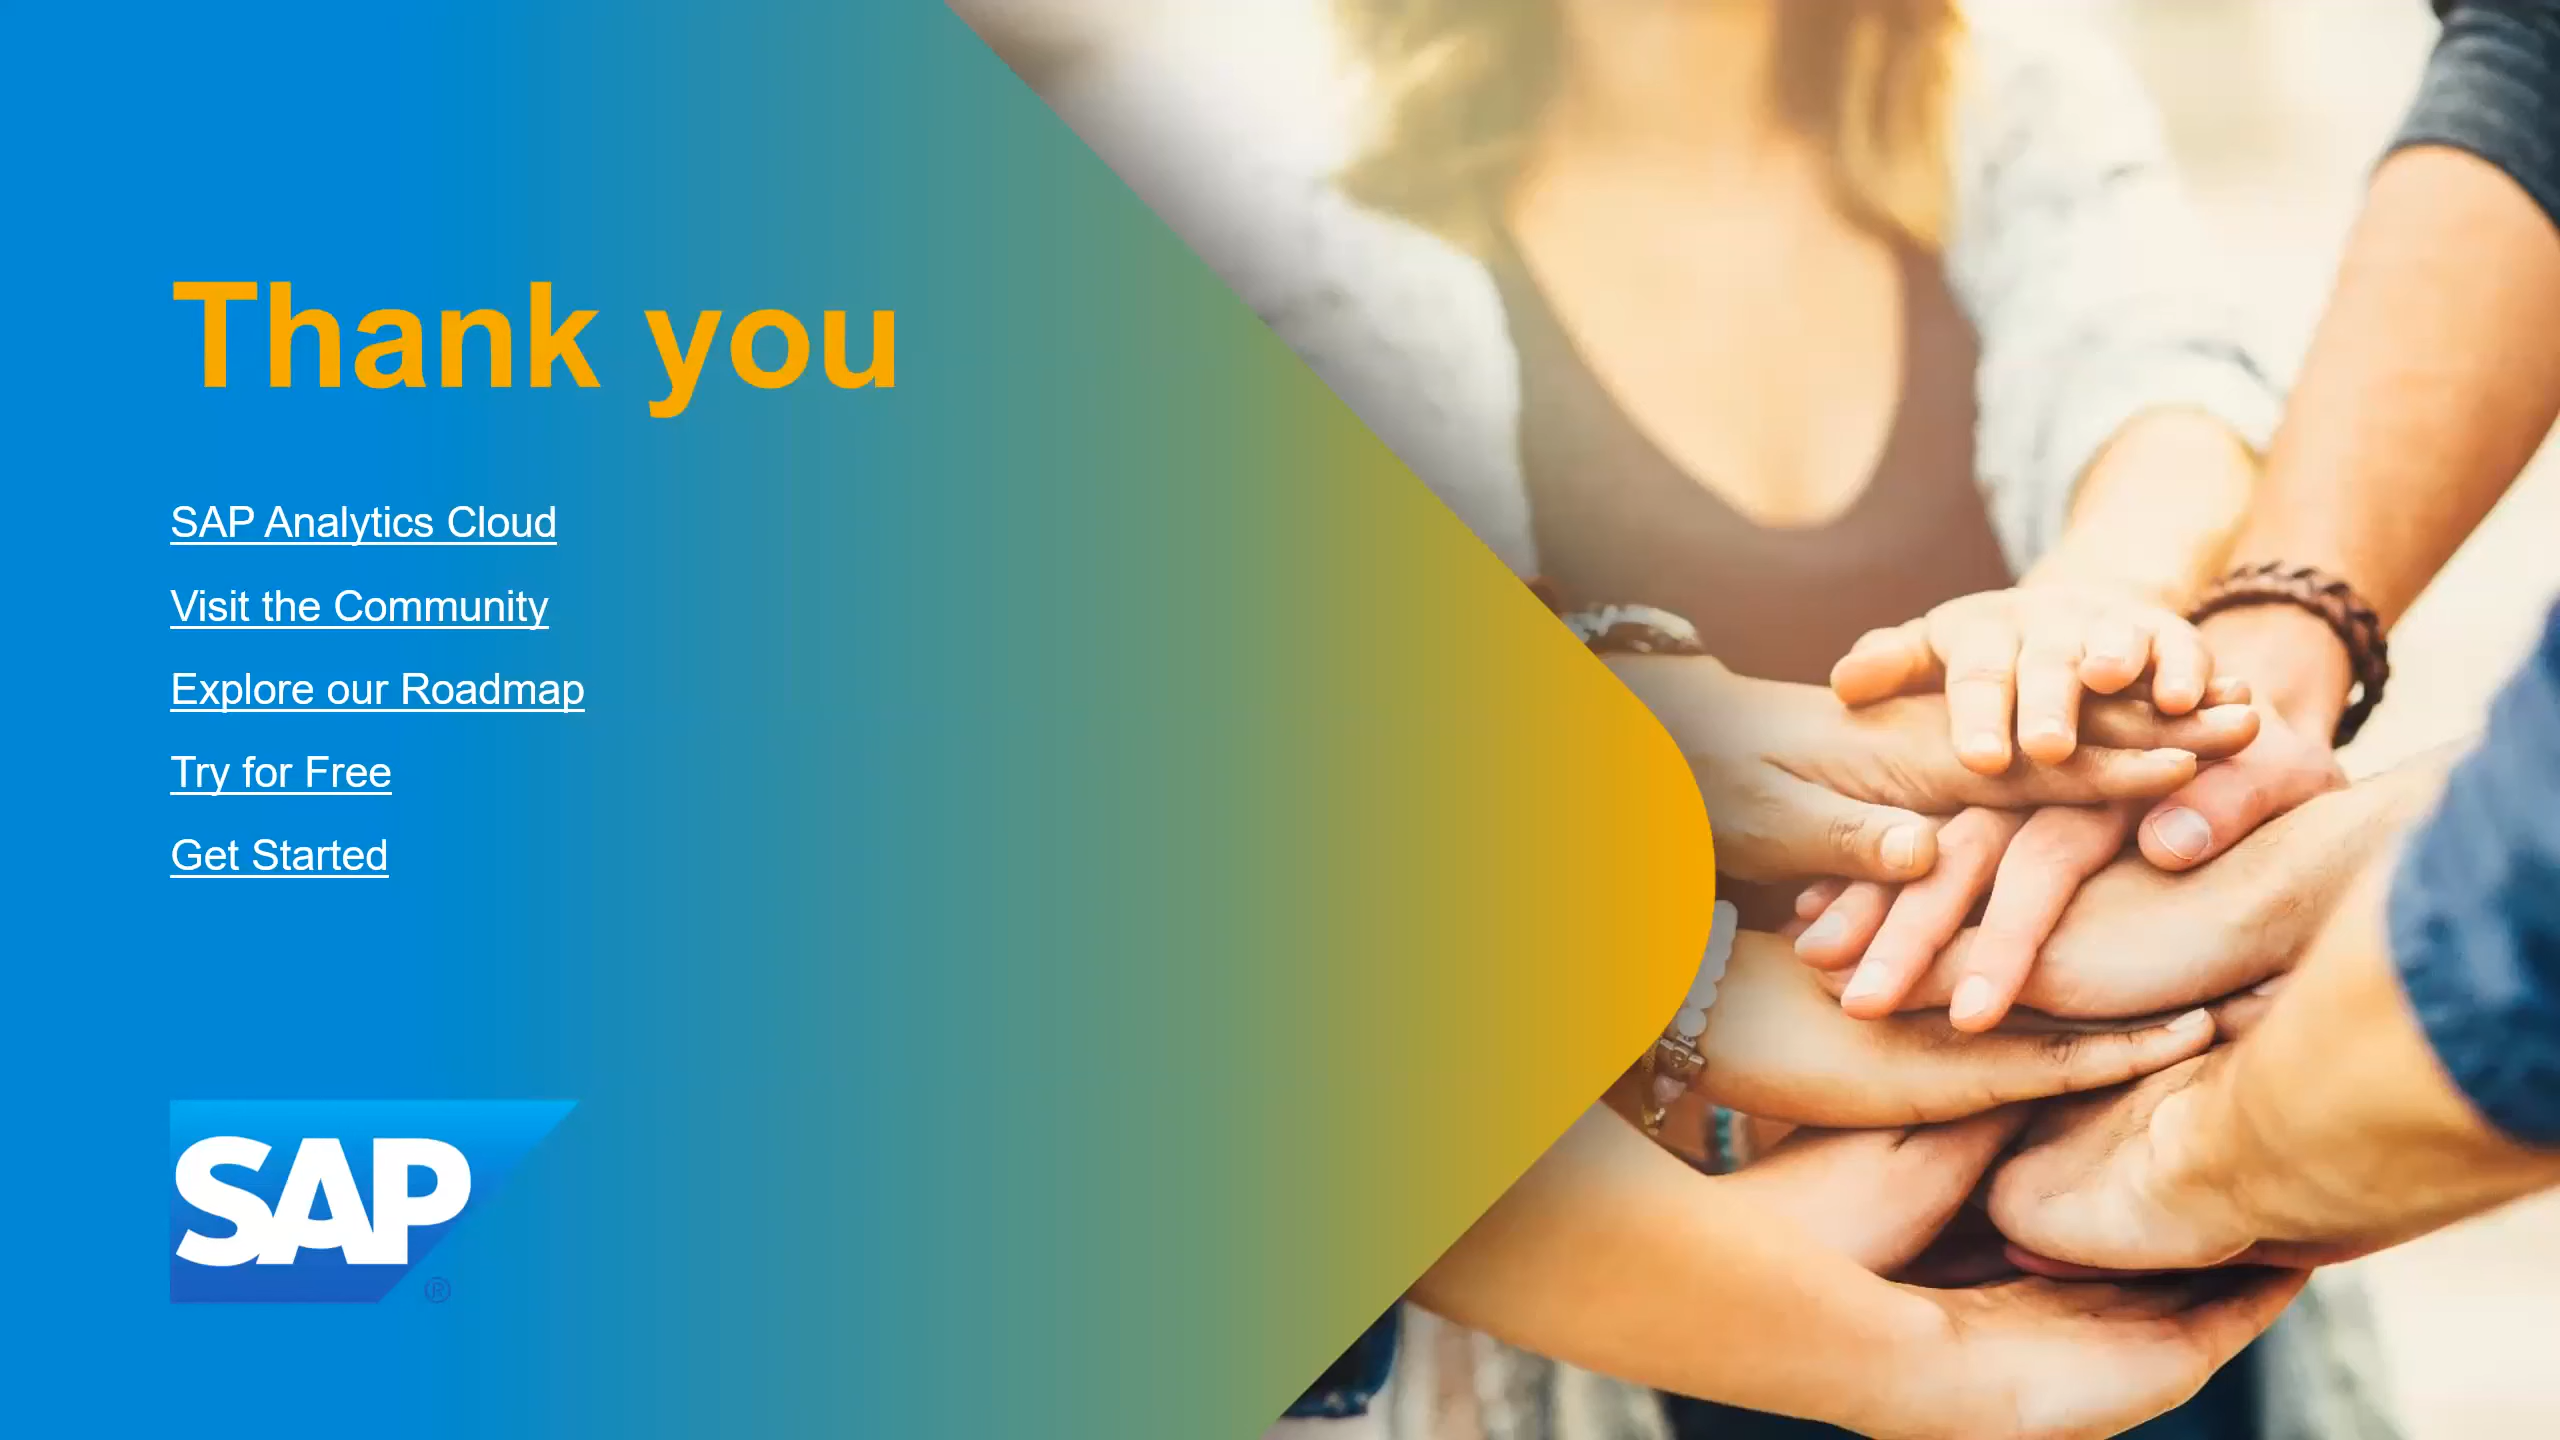 Thank you
SAP Analytics Cloud
Visit the Community
Explore our Roadmap
Try for Free
Get Started
SAP
®